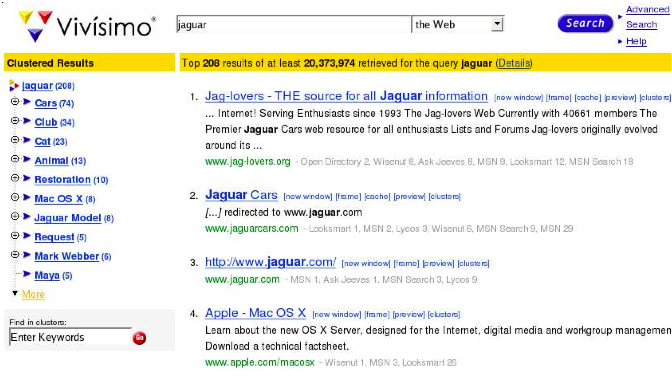 Vivísimo®
jaguar
the Web
Search
Advanced
Search
Help
Clustered Results
jaguar (208)
Cars (74)
Club (34)
Cat (23)
Animal (13)
Restoration (10)
Mac OS X (8)
Jaguar Model (8)
Request (5)
Mark Webber (6)
Maya (5)
More
Find in clusters:
Enter Keywords
Go
Top 208 results of at least 20,373,974 retrieved for the query jaguar (Details)
1. Jag-lovers - THE source for all Jaguar information [new window] [frame] [cache] [preview] [clusters]
... Internet! Serving Enthusiasts since 1993 The Jag-lovers Web Currently with 40661 members The
Premier Jaguar Cars web resource for all enthusiasts Lists and Forums Jag-lovers originally evolved
around its ...
www.jag-lovers.org - Open Directory 2, Wisenut 8, Ask Jeeves 8, MSN 9, Looksmart 12, MSN Search 18
2. Jaguar Cars [new window] [frame] [cache] [preview] [clusters]
[...] redirected to www.jaguar.com
www.jaguarcars.com - Looksmart 1, MSN 2, Lycos 3, Wisenut 6, MSN Search 9, MSN 29
3. http://www.jaguar.com/ [new window] [frame] [preview] [clusters]
www.jaguar.com - MSN 1, Ask Jeeves 1, MSN Search 3, Lycos 9
4. Apple - Mac OS X [new window] [frame] [preview] [clusters]
Learn about the new OS X Server, designed for the Internet, digital media and workgroup managemen
Download a technical factsheet.
www.apple.com/macosx - Wisenut 1, MSN 3, Looksmart 26